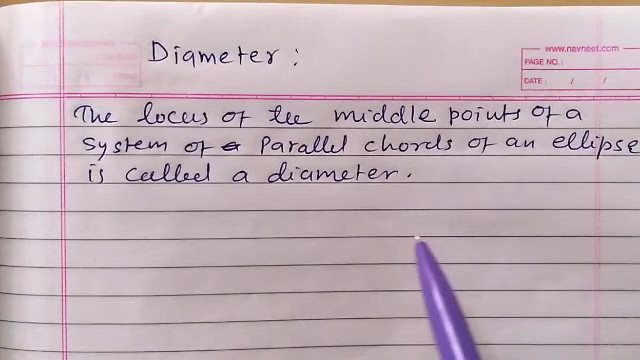 www.navneet.com
Diameter:
PAGE NO.:
DATE: / /
The locus of the middle points of a
system of Parallel chords of an ellipse
is called a diameter.